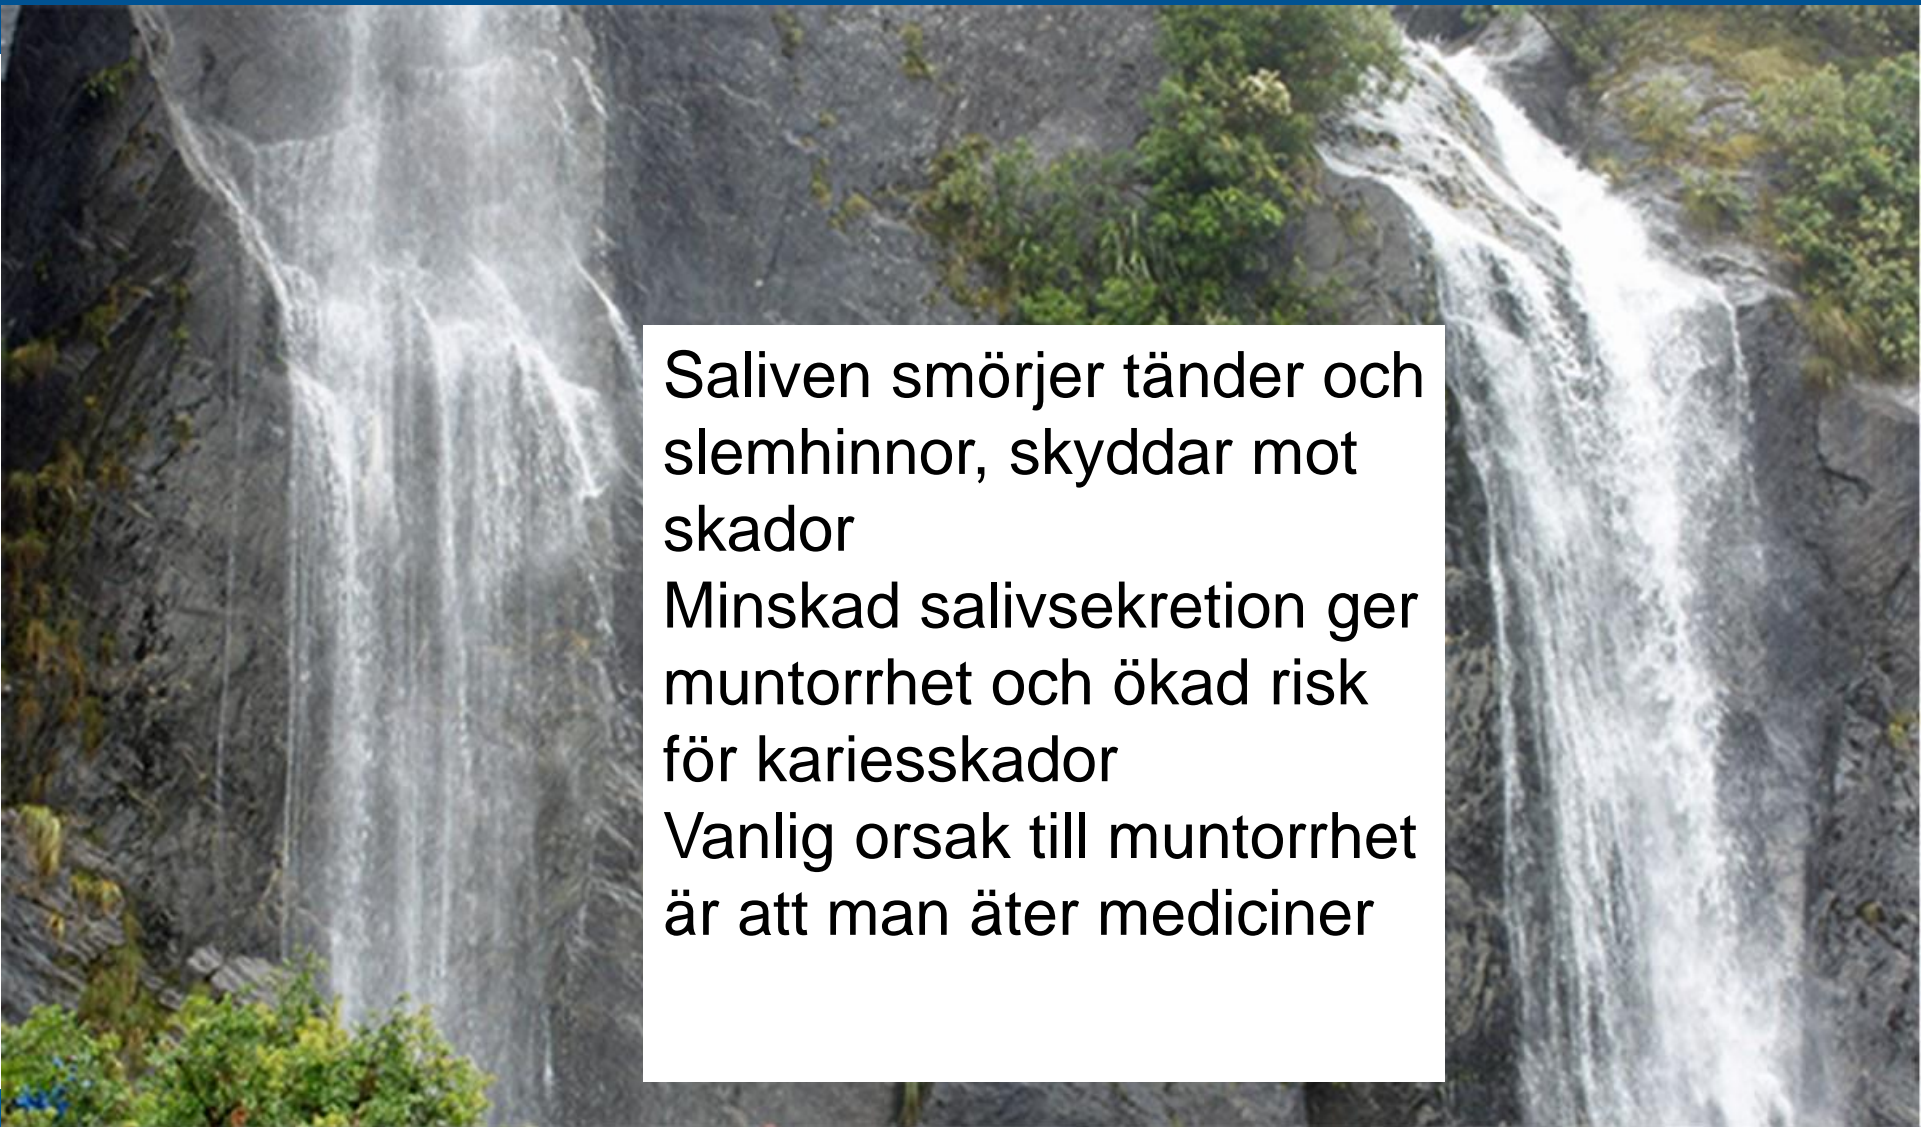 Saliven smörjer tänder och
slemhinnor, skyddar mot
skador
Minskad salivsekretion ger
muntorrhet och ökad risk
för kariesskador
Vanlig orsak till muntorrhet
är att man äter mediciner